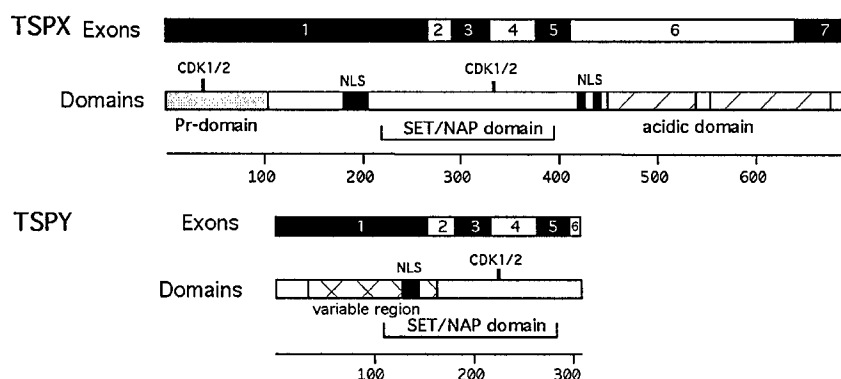 TSPX Exons 1 2 3 4 5 6 7
CDK1/2 NLS CDK1/2 NLS
Domains
Pr-domain SET/NAP domain acidic domain
100 200 300 400 500 600
TSPY Exons 1 2 3 4 5 6
NLS CDK1/2
Domains
variable region
SET/NAP domain
100 200 300